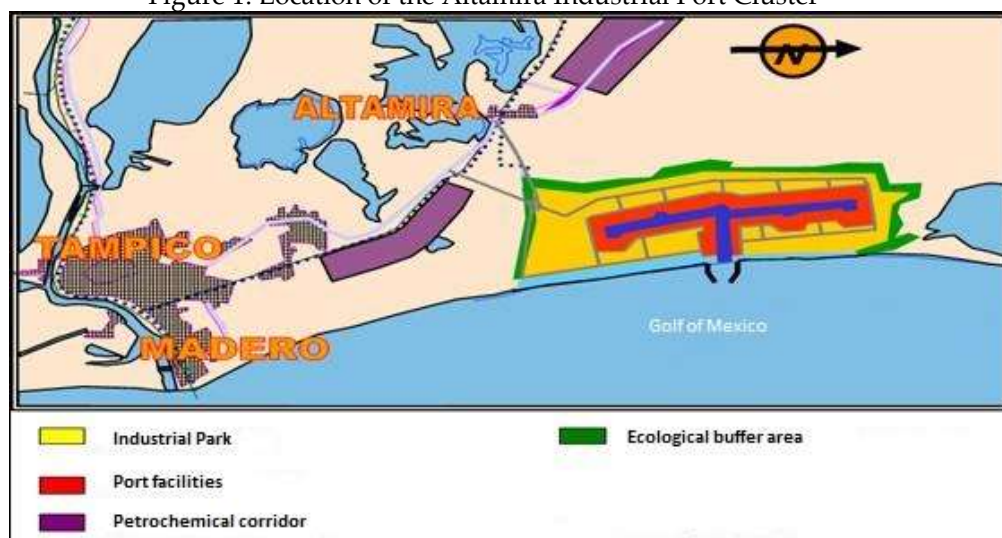 Figure 1: Location of the Altamira Industrial Port Cluster
N
ALTAMIRA
TAMPICO
MADERO
Golf of Mexico
Industrial Park
Ecological buffer area
Port facilities
Petrochemical corridor